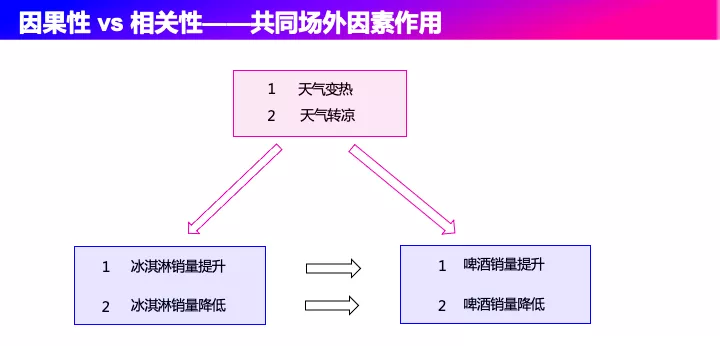 因果性 vs 相关性——共同场外因素作用
1 天气变热
2 天气转凉
1 冰淇淋销量提升
2 冰淇淋销量降低
1 啤酒销量提升
2 啤酒销量降低